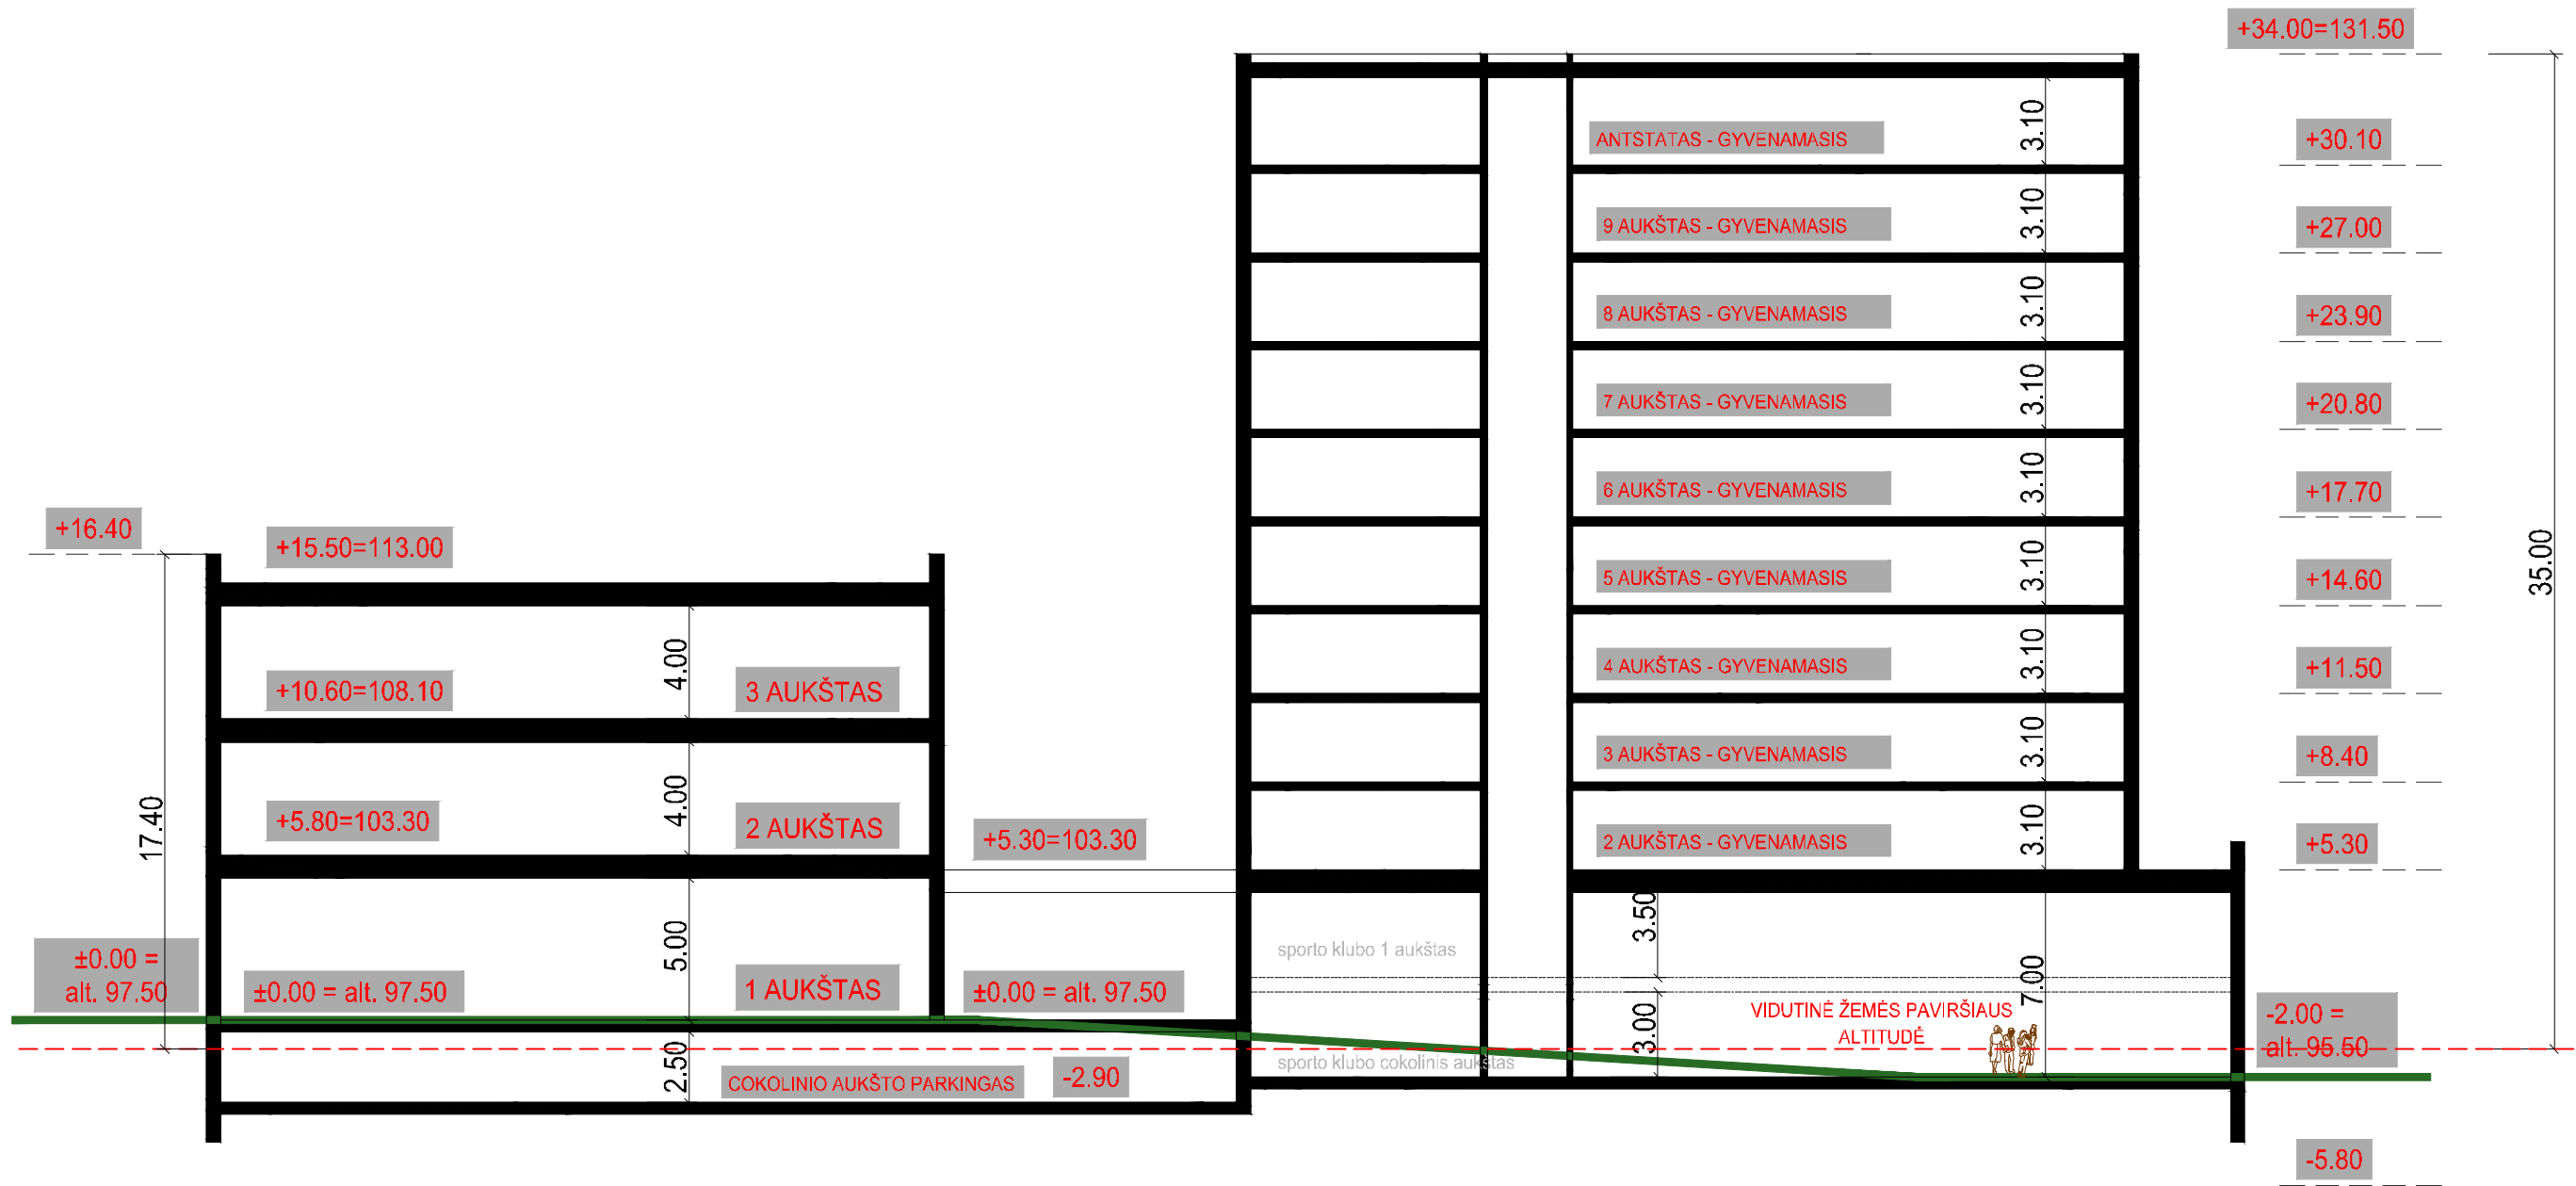 +34.00=131.50
ANTSTATAS - GYVENAMASIS
3.10
+30.10
9 AUKŠTAS - GYVENAMASIS
3.10
+27.00
8 AUKŠTAS - GYVENAMASIS
3.10
+23.90
7 AUKŠTAS - GYVENAMASIS
3.10
+20.80
6 AUKŠTAS - GYVENAMASIS
3.10
+17.70
+16.40
+15.50=113.00
5 AUKŠTAS - GYVENAMASIS
3.10
+14.60
35.00
4.00
4 AUKŠTAS - GYVENAMASIS
3.10
+11.50
+10.60=108.10
3 AUKŠTAS
3 AUKŠTAS - GYVENAMASIS
3.10
+8.40
17.40
+5.80=103.30
4.00
2 AUKŠTAS
+5.30=103.30
2 AUKŠTAS - GYVENAMASIS
3.10
+5.30
3.50
sporto klubo 1 aukštas
±0.00 =
alt. 97.50
±0.00 = alt. 97.50
5.00
1 AUKŠTAS
±0.00 = alt. 97.50
7.00
VIDUTINĖ ŽEMĖS PAVIRŠIAUS
ALTITUDĖ
-2.00 =
alt. 95.50
3.00
sporto klubo cokolinis aukštas
2.50
COKOLINIO AUKŠTO PARKINGAS
-2.90
-5.80